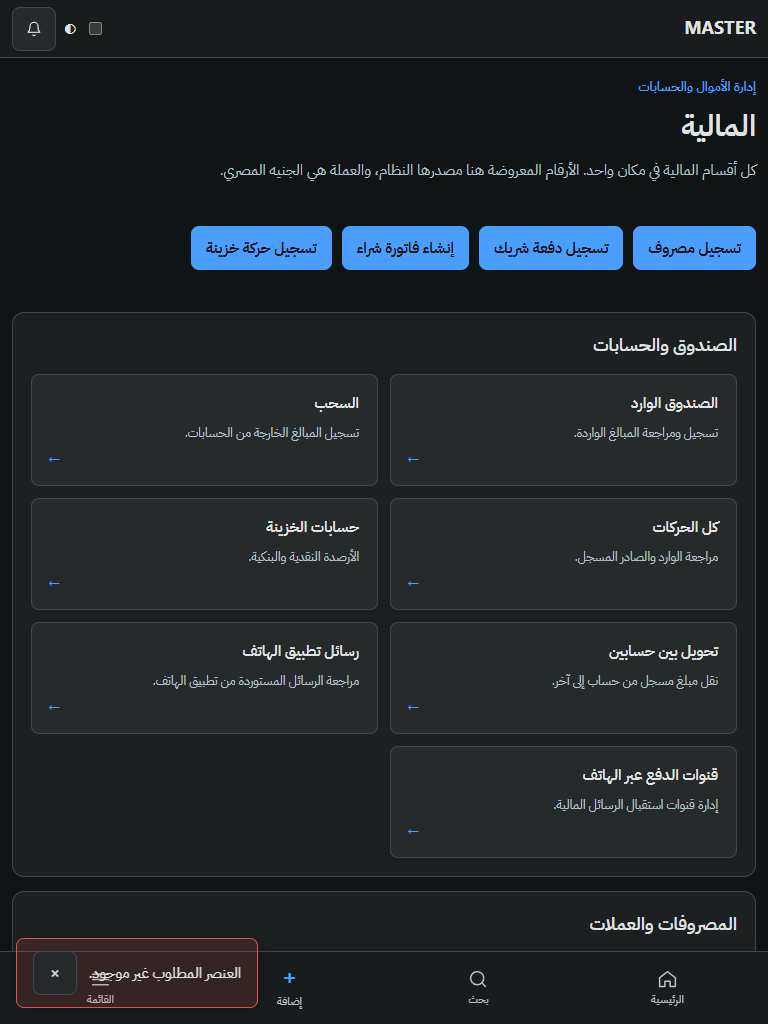 MASTER
إدارة الأموال والحسابات
المالية
كل أقسام المالية في مكان واحد. الأرقام المعروضة هنا مصدرها النظام، والعملة هي الجنيه المصري.
تسجيل مصروف
تسجيل دفعة شريك
إنشاء فاتورة شراء
تسجيل حركة خزينة
الصندوق والحسابات
الصندوق الوارد
تسجيل ومراجعة المبالغ الواردة.
←
السحب
تسجيل المبالغ الخارجة من الحسابات.
←
كل الحركات
مراجعة الوارد والصادر المسجل.
←
حسابات الخزينة
الأرصدة النقدية والبنكية.
←
تحويل بين حسابين
نقل مبلغ مسجل من حساب إلى آخر.
←
رسائل تطبيق الهاتف
مراجعة الرسائل المستوردة من تطبيق الهاتف.
←
قنوات الدفع عبر الهاتف
إدارة قنوات استقبال الرسائل المالية.
←
المصروفات والعملات
العنصر المطلوب غير موجود.
×
الرئيسية
بحث
+
إضافة
القائمة